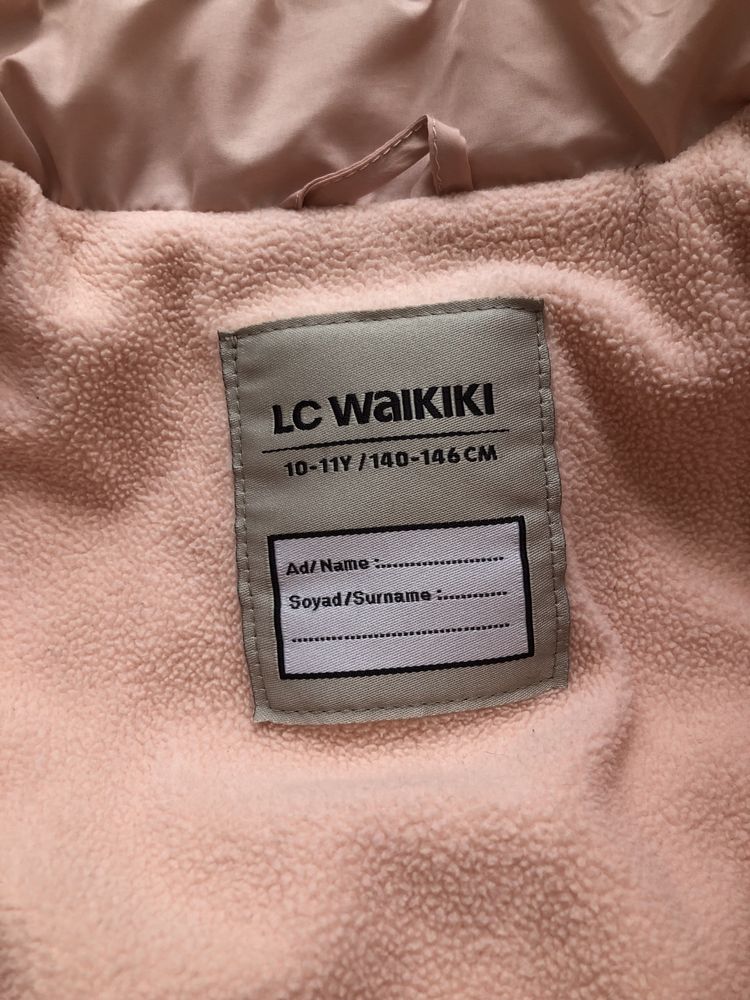 LC WAIKIKI
10-11Y / 140-146 CM
Ad/Name :......................
Soyad/Surname :............
.......................................